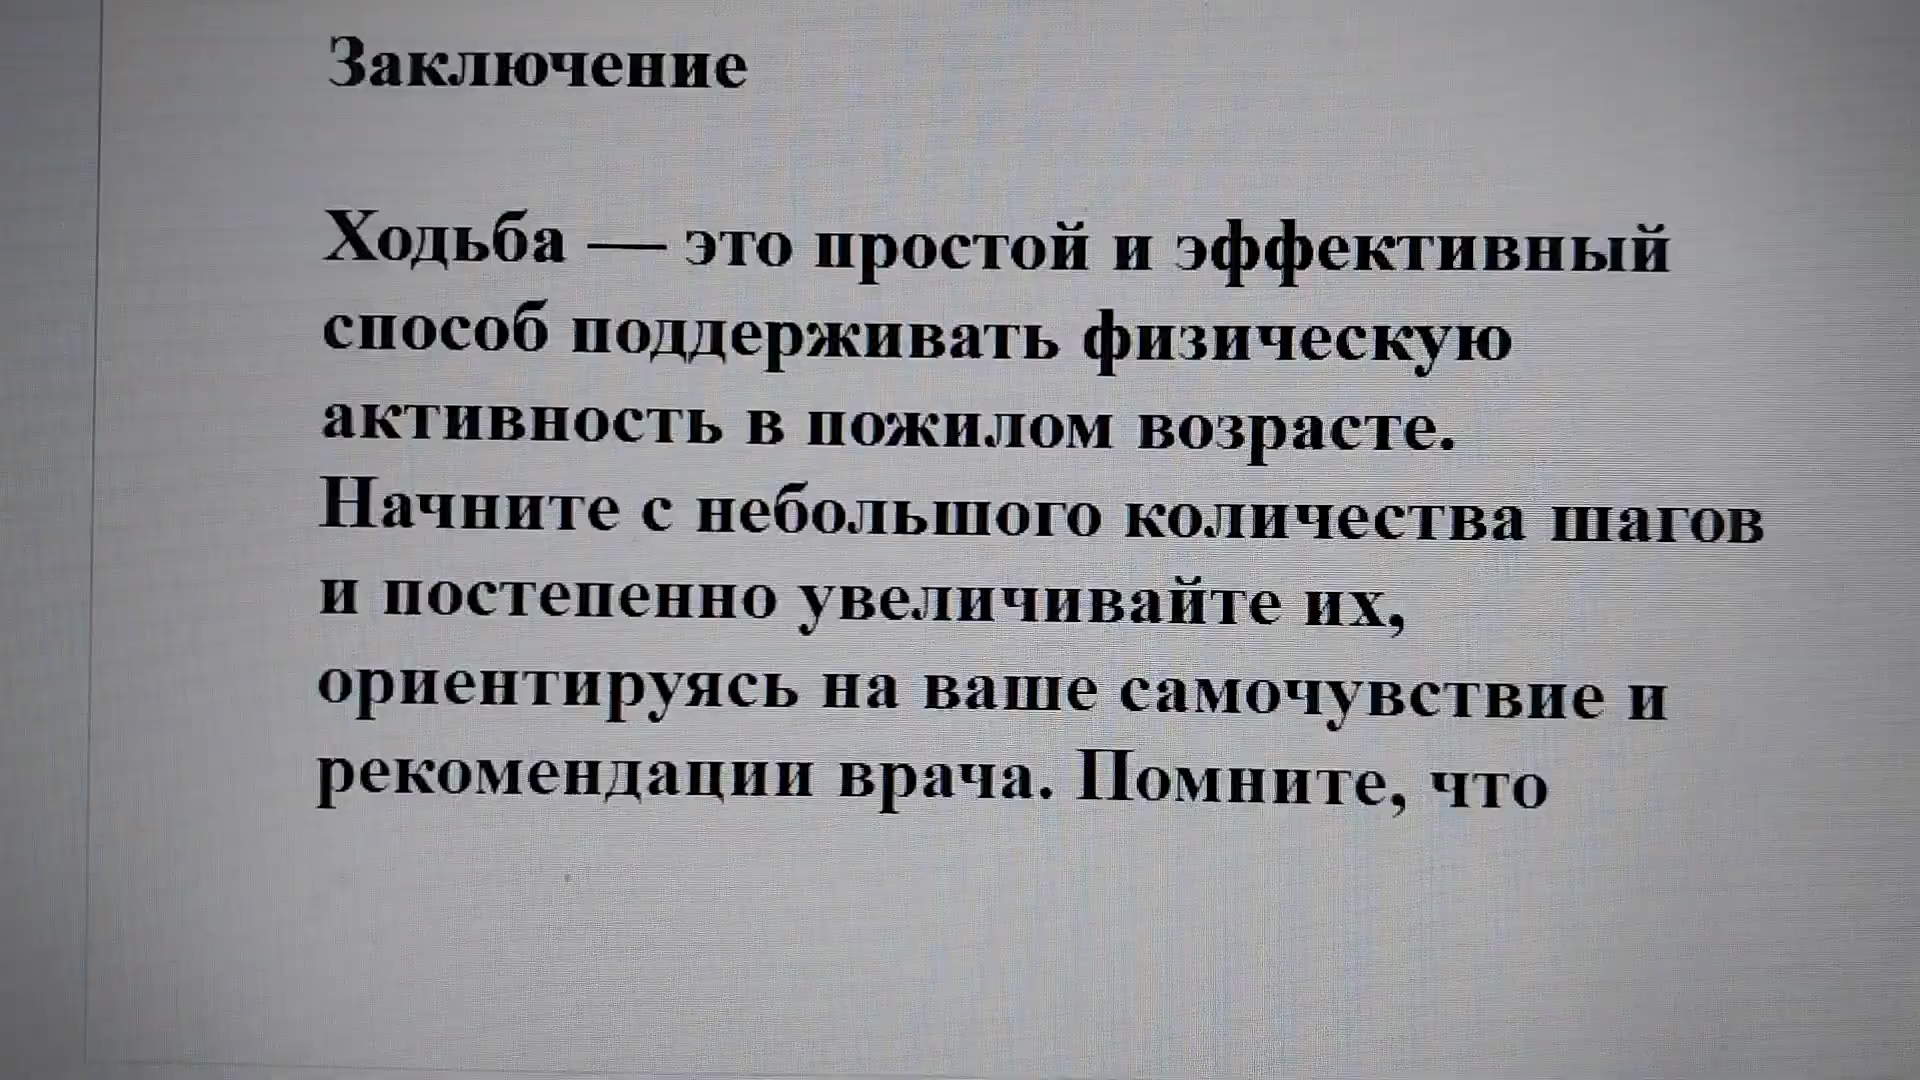 Заключение
Ходьба — это простой и эффективный
способ поддерживать физическую
активность в пожилом возрасте.
Начните с небольшого количества шагов
и постепенно увеличивайте их,
ориентируясь на ваше самочувствие и
рекомендации врача. Помните, что